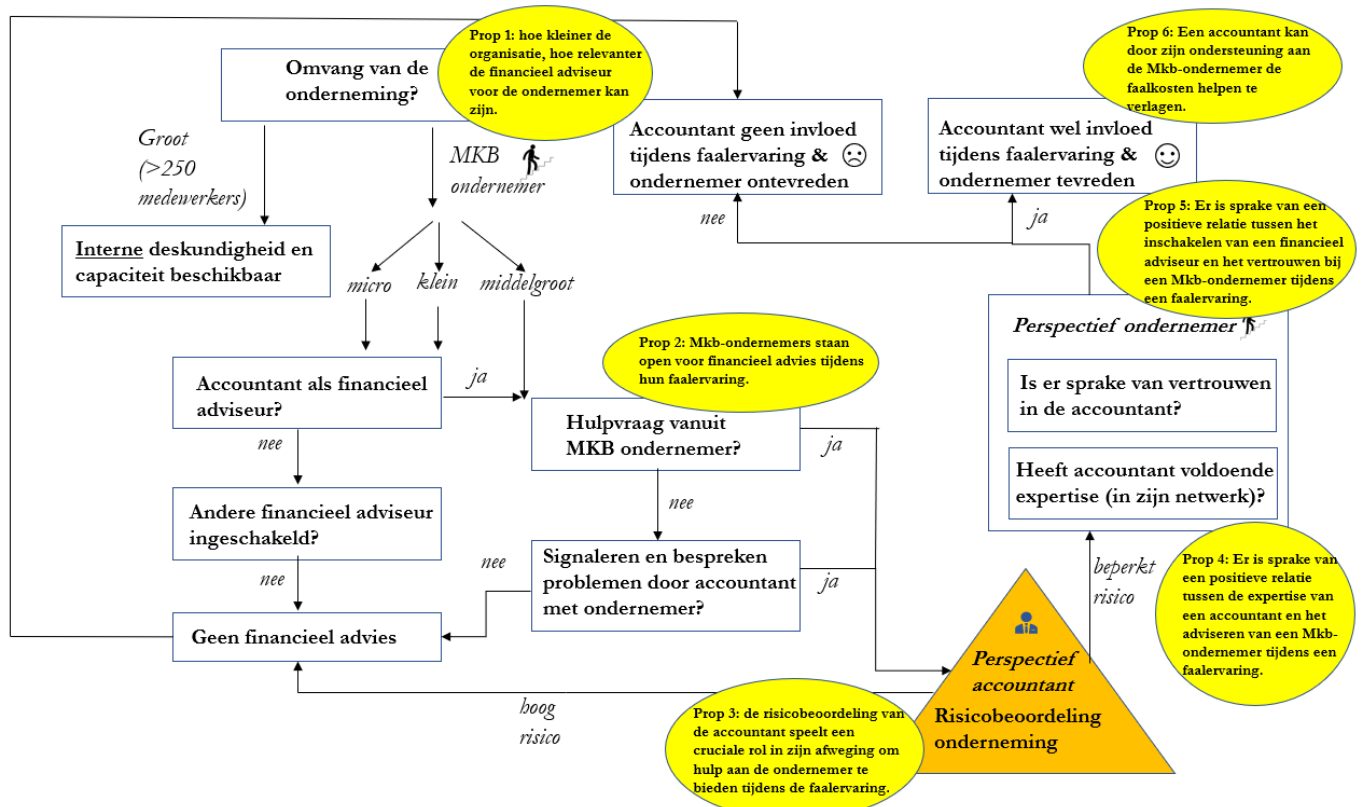 Omvang van de
onderneming?
Prop 1: hoe kleiner de
organisatie, hoe relevanter
de financieel adviseur
voor de ondernemer kan
zijn.
Prop 6: Een accountant kan
door zijn ondersteuning aan
de Mkb-ondernemer de
faalkosten helpen te
verlagen.
Groot
(>250
medewerkers)
MKB
ondernemer
Accountant geen invloed
tijdens faalervaring &
ondernemer ontevreden
Accountant wel invloed
tijdens faalervaring &
ondernemer tevreden
nee
ja
Prop 5: Er is sprake van een
positieve relatie tussen het
inschakelen van een financieel
adviseur en het vertrouwen bij
een Mkb-ondernemer tijdens
een faalervaring.
Interne deskundigheid en
capaciteit beschikbaar
micro
klein
middelgroot
Perspectief ondernemer
Is er sprake van vertrouwen
in de accountant?
Heeft accountant voldoende
expertise (in zijn netwerk)?
Prop 2: Mkb-ondernemers staan
open voor financieel advies tijdens
hun faalervaring.
Accountant als financieel
adviseur?
ja
nee
Hulpvraag vanuit
MKB ondernemer?
ja
nee
Andere financieel adviseur
ingeschakeld?
nee
Signaleren en bespreken
problemen door accountant
met ondernemer?
nee
ja
Geen financieel advies
beperkt
risico
Prop 4: Er is sprake van
een positieve relatie
tussen de expertise van
een accountant en het
adviseren van een Mkb-
ondernemer tijdens een
faalervaring.
Perspectief
accountant
Risicobeoordeling
onderneming
hoog
risico
Prop 3: de risicobeoordeling van
de accountant speelt een
cruciale rol in zijn afweging om
hulp aan de ondernemer te
bieden tijdens de faalervaring.